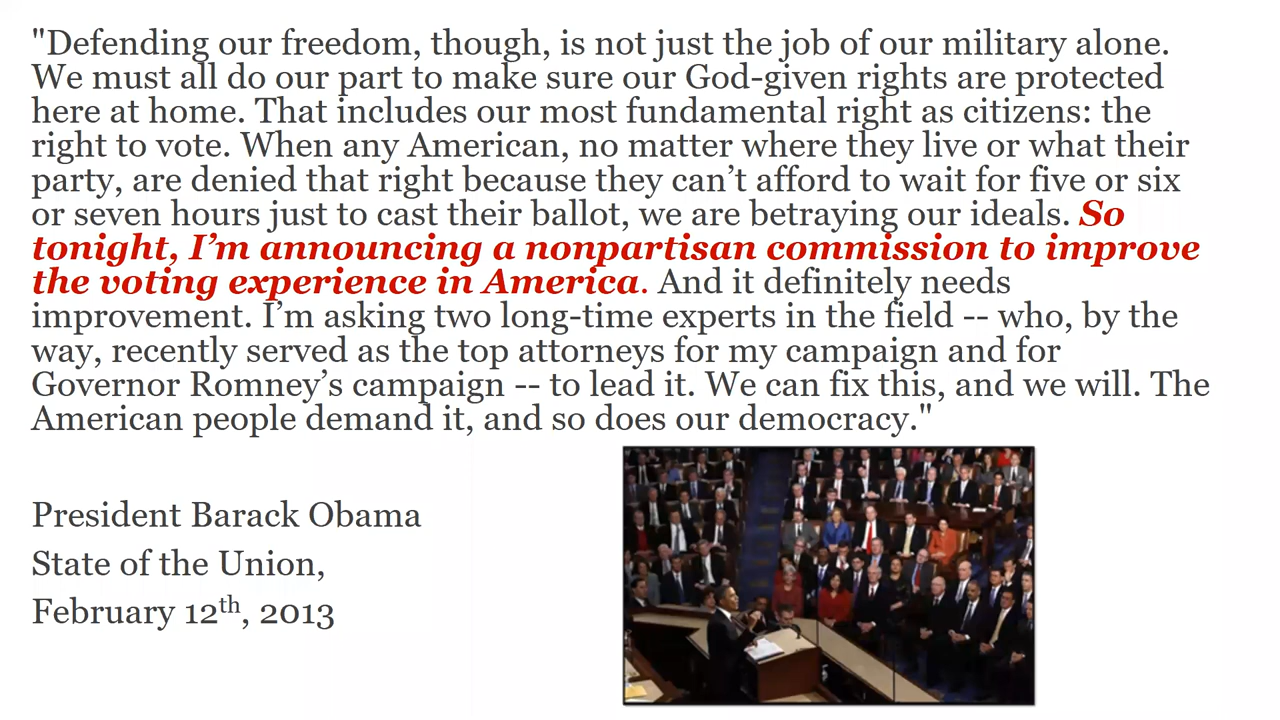 "Defending our freedom, though, is not just the job of our military alone.
We must all do our part to make sure our God-given rights are protected
here at home. That includes our most fundamental right as citizens: the
right to vote. When any American, no matter where they live or what their
party, are denied that right because they can’t afford to wait for five or six
or seven hours just to cast their ballot, we are betraying our ideals. So
tonight, I’m announcing a nonpartisan commission to improve
the voting experience in America. And it definitely needs
improvement. I’m asking two long-time experts in the field -- who, by the
way, recently served as the top attorneys for my campaign and for
Governor Romney’s campaign -- to lead it. We can fix this, and we will. The
American people demand it, and so does our democracy."
President Barack Obama
State of the Union,
February 12th, 2013